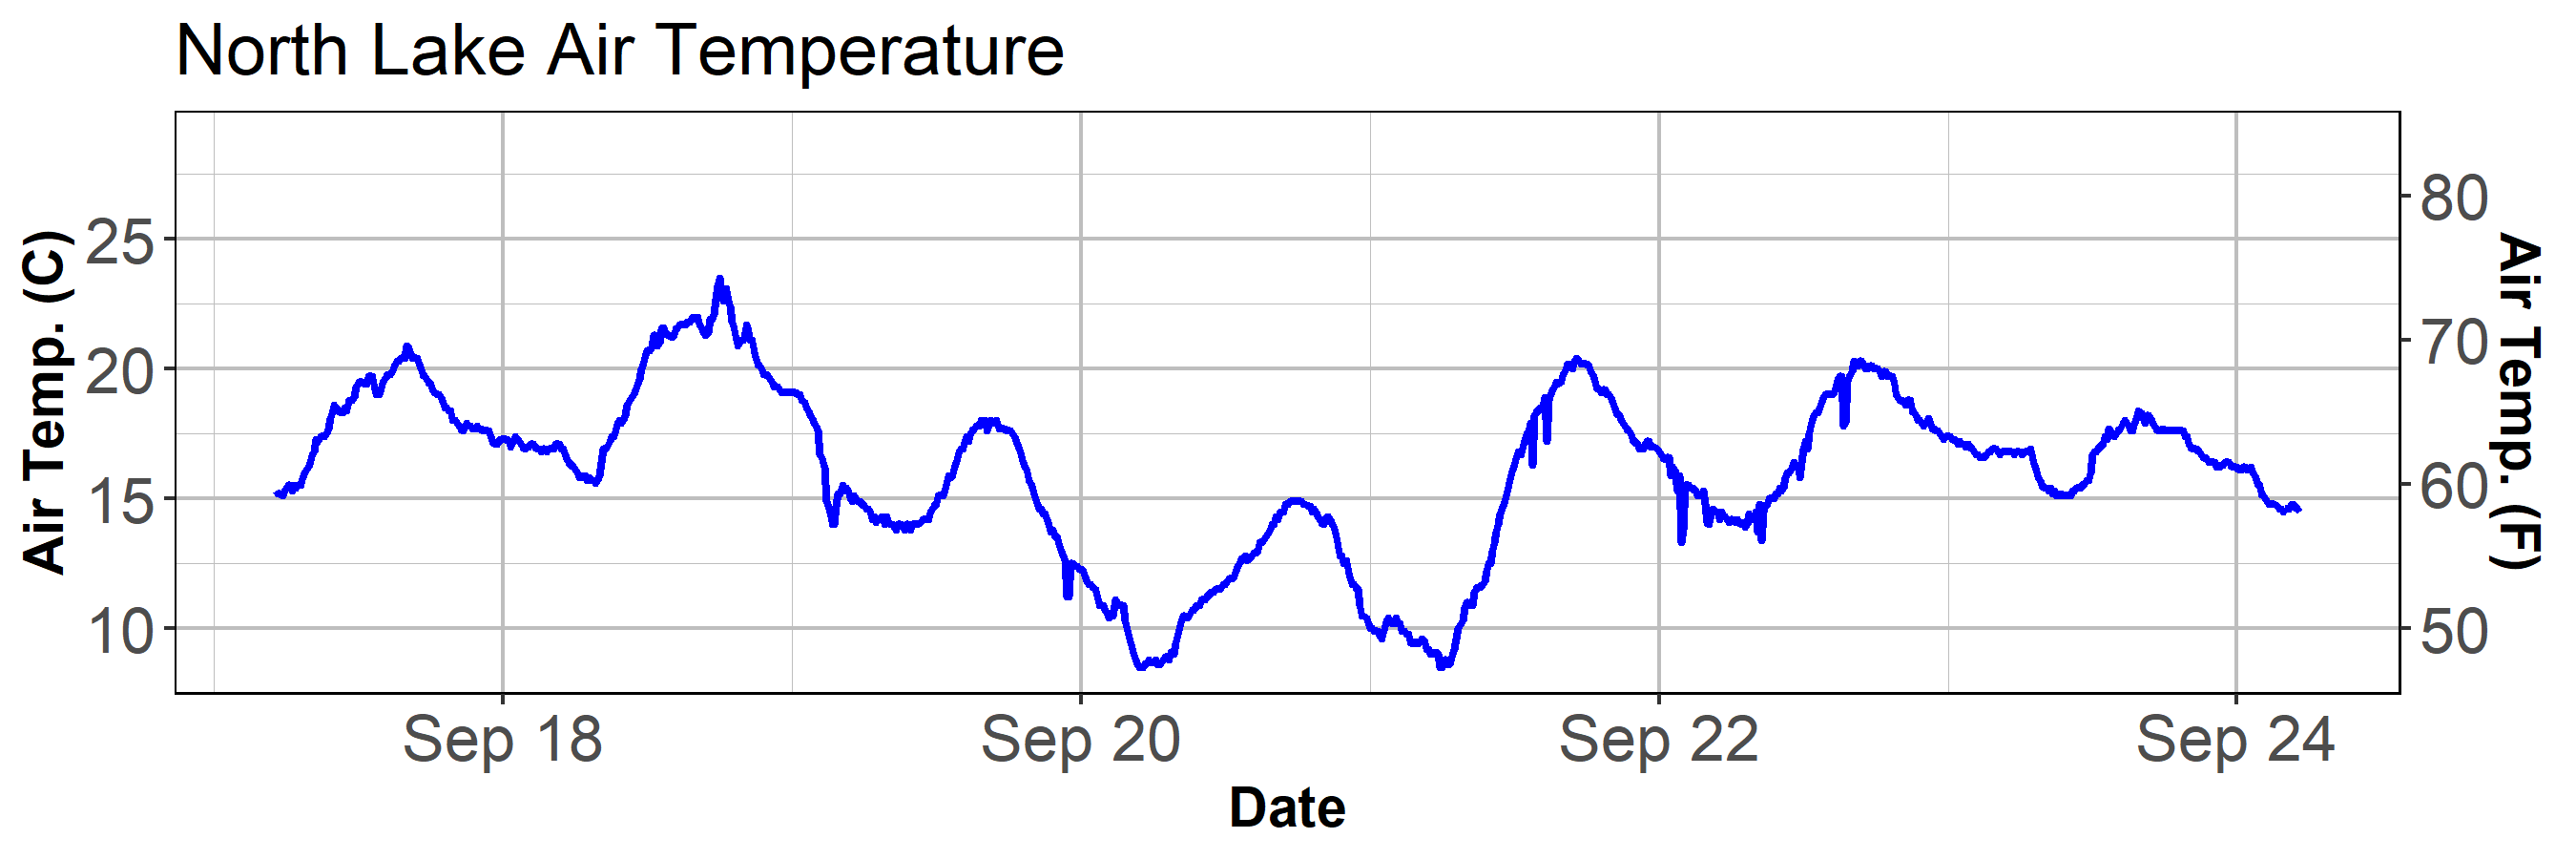 North Lake Air Temperature
Air Temp. (C)
25
20
15
10
80
70
60
50
Air Temp. (F)
Sep 18
Sep 20
Sep 22
Sep 24
Date